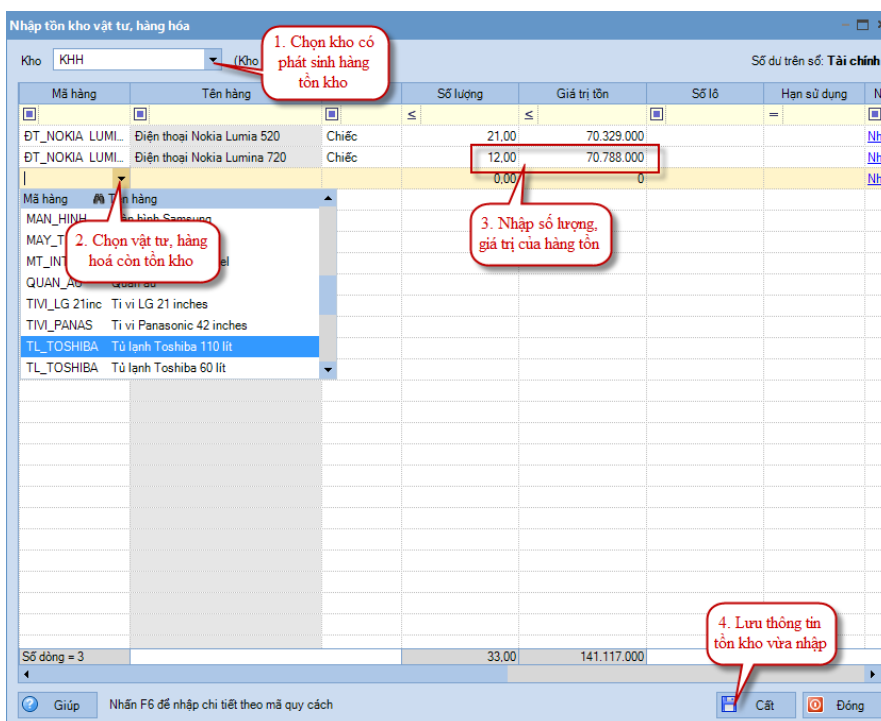 Nhập tồn kho vật tư, hàng hóa
Kho KHH (Kho
1. Chọn kho có
phát sinh hàng
tồn kho
Số dư trên sổ: Tài chính
Mã hàng Tên hàng Số lượng Giá trị tồn Số lô Hạn sử dụng N
≤ ≤ =
ĐT_NOKIA LUMI... Điện thoại Nokia Lumia 520 Chiếc 21,00 70.329.000 Nh
ĐT_NOKIA LUMI... Điện thoại Nokia Lumina 720 Chiếc 12,00 70.788.000 Nh
0,00 0 Nh
Mã hàng Tên hàng
MAN_HINH Màn hình Samsung
MAY_T
MT_INT el
QUAN_AO Quần áo
TIVI_LG 21inc Ti vi LG 21 inches
TIVI_PANAS Ti vi Panasonic 42 inches
TL_TOSHIBA Tủ lạnh Toshiba 110 lít
TL_TOSHIBA Tủ lạnh Toshiba 60 lít
2. Chọn vật tư, hàng
hoá còn tồn kho
3. Nhập số lượng,
giá trị của hàng tồn
4. Lưu thông tin
tồn kho vừa nhập
Số dòng = 3 33,00 141.117.000
Giúp Nhấn F6 để nhập chi tiết theo mã quy cách Cất Đóng